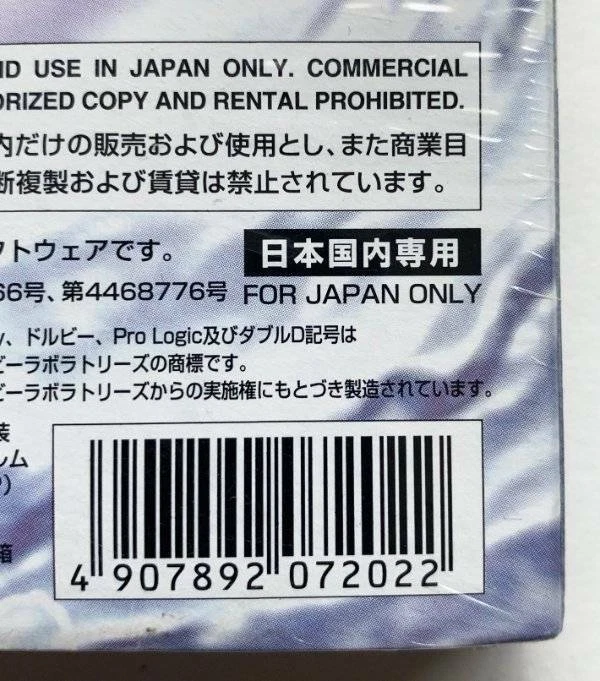 ND USE IN JAPAN ONLY. COMMERCIAL
ORIZED COPY AND RENTAL PROHIBITED.
内だけの販売および使用とし、また商業目
断複製および賃貸は禁止されています。
フトウェアです。
日本国内専用
66号、第4468776号
FOR JAPAN ONLY
y、ドルビー、Pro Logic及びダブルD記号は
ビーラボラトリーズの商標です。
ビーラボラトリーズからの実施権にもとづき製造されています。
装
ルム
P)
箱
4 907892 072022